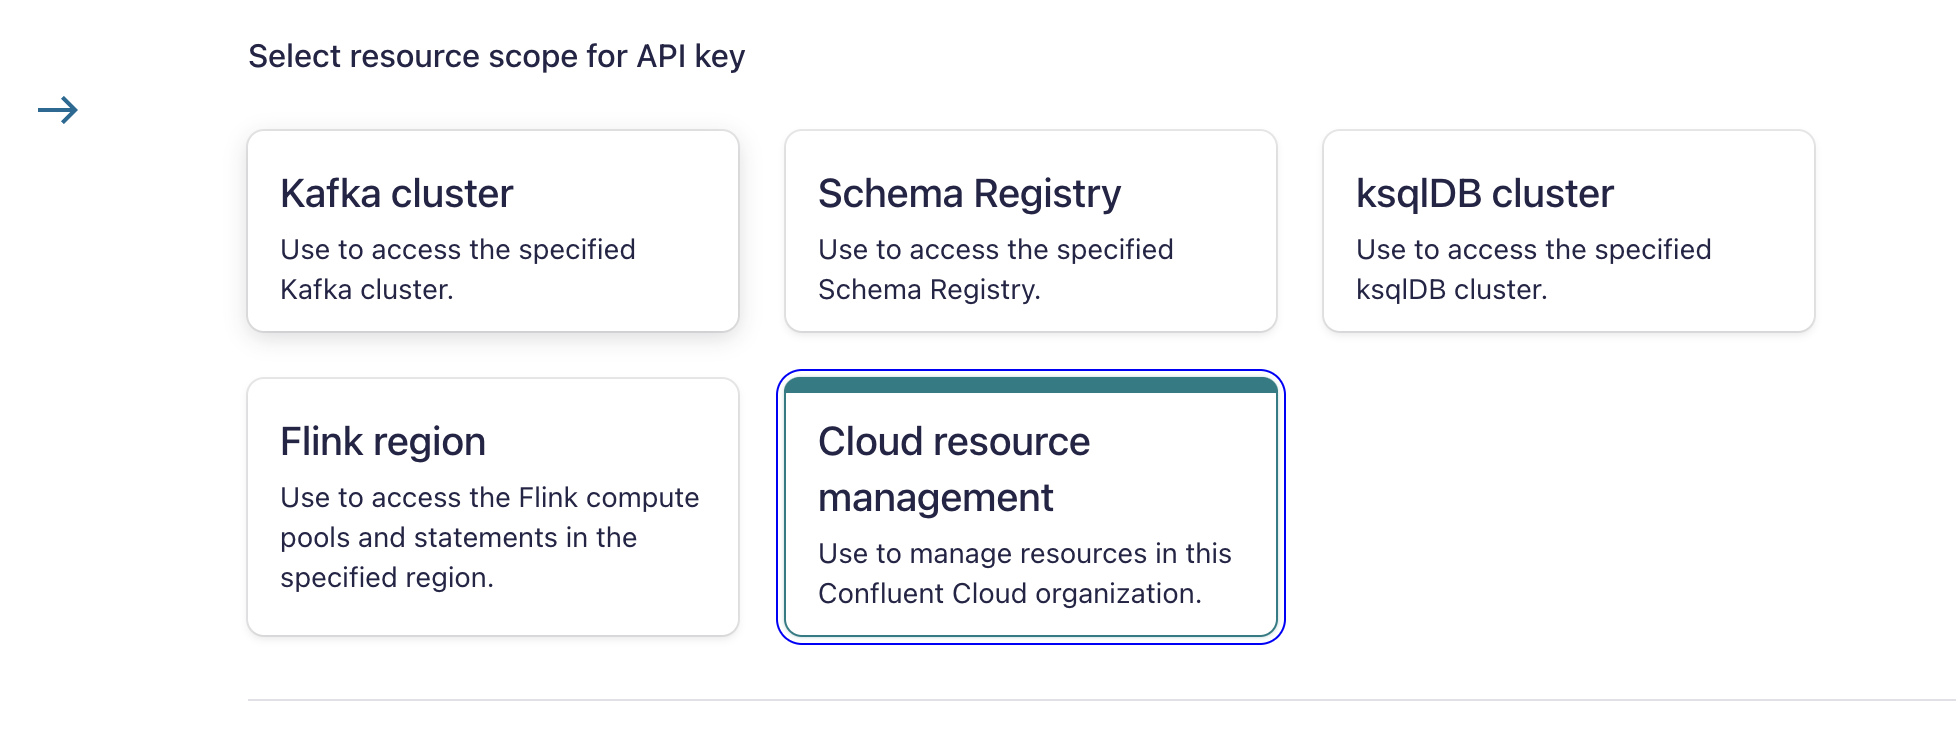 Select resource scope for API key
Kafka cluster
Use to access the specified
Kafka cluster.
Schema Registry
Use to access the specified
Schema Registry.
ksqlDB cluster
Use to access the specified
ksqlDB cluster.
Flink region
Use to access the Flink compute
pools and statements in the
specified region.
Cloud resource
management
Use to manage resources in this
Confluent Cloud organization.